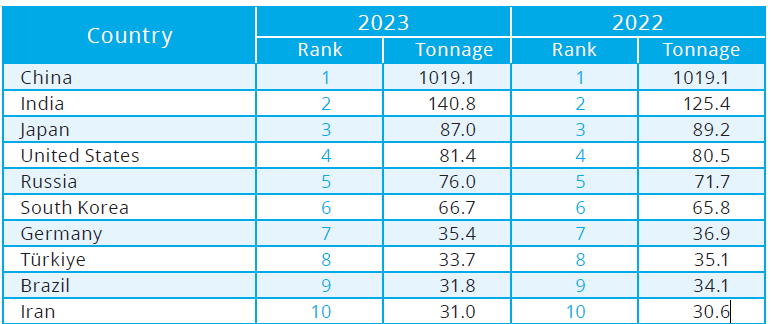 Country 2023 2022
Rank Tonnage Rank Tonnage
China 1 1019.1 1 1019.1
India 2 140.8 2 125.4
Japan 3 87.0 3 89.2
United States 4 81.4 4 80.5
Russia 5 76.0 5 71.7
South Korea 6 66.7 6 65.8
Germany 7 35.4 7 36.9
Türkiye 8 33.7 8 35.1
Brazil 9 31.8 9 34.1
Iran 10 31.0 10 30.6